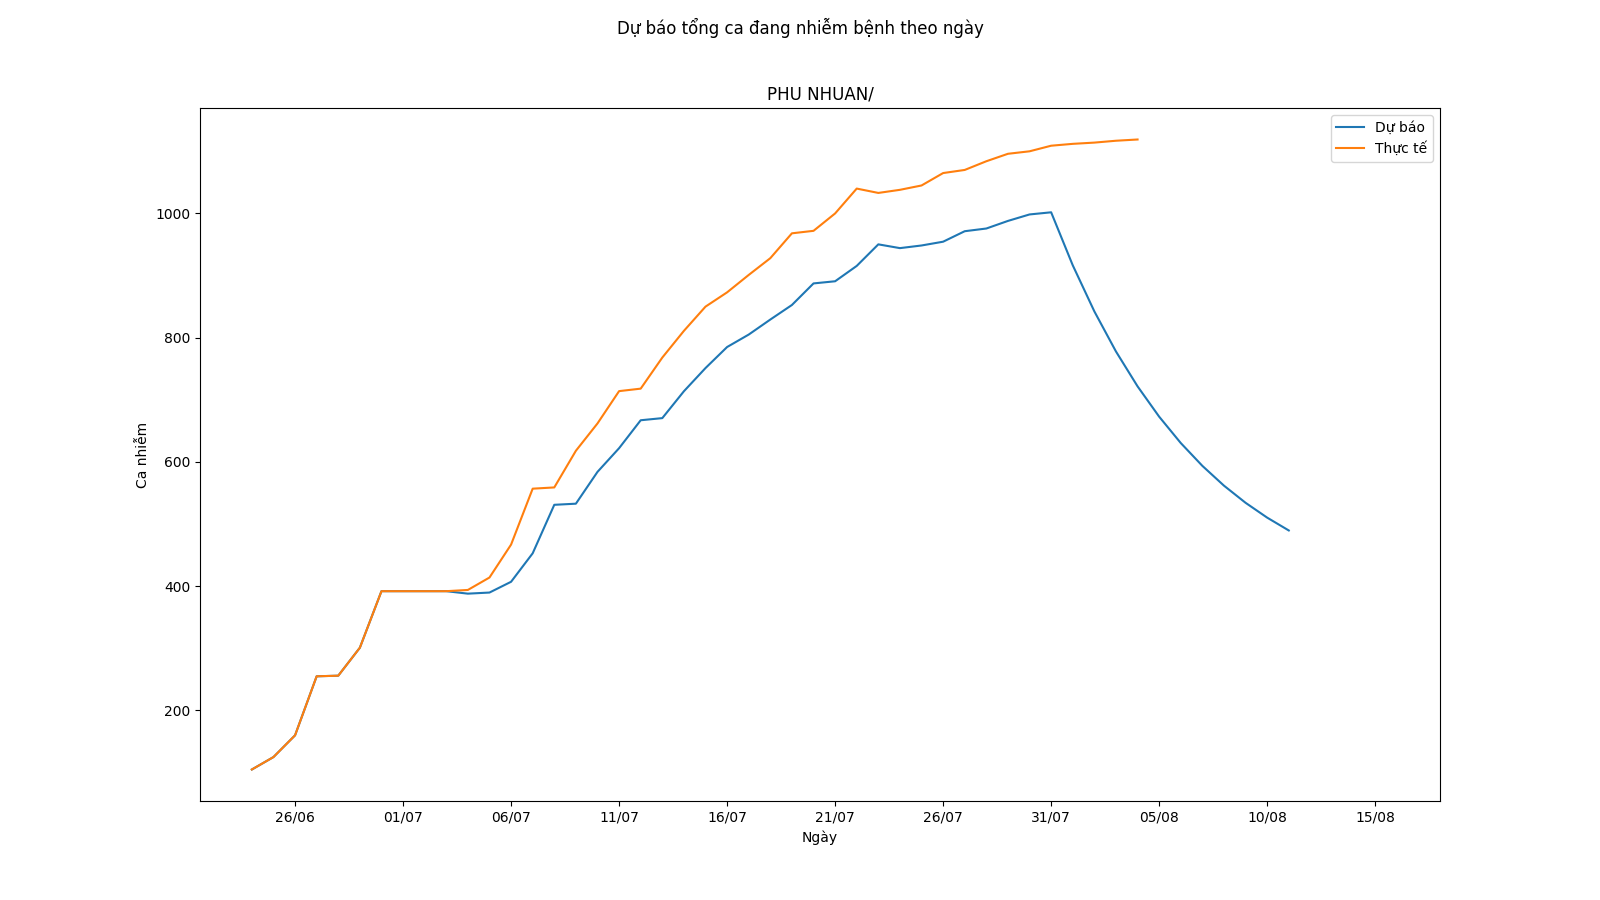 Dự báo tổng ca đang nhiễm bệnh theo ngày
PHU NHUAN/
Dự báo
Thực tế
1000
800
600
400
200
Ca nhiễm
26/06 01/07 06/07 11/07 16/07 21/07 26/07 31/07 05/08 10/08 15/08
Ngày